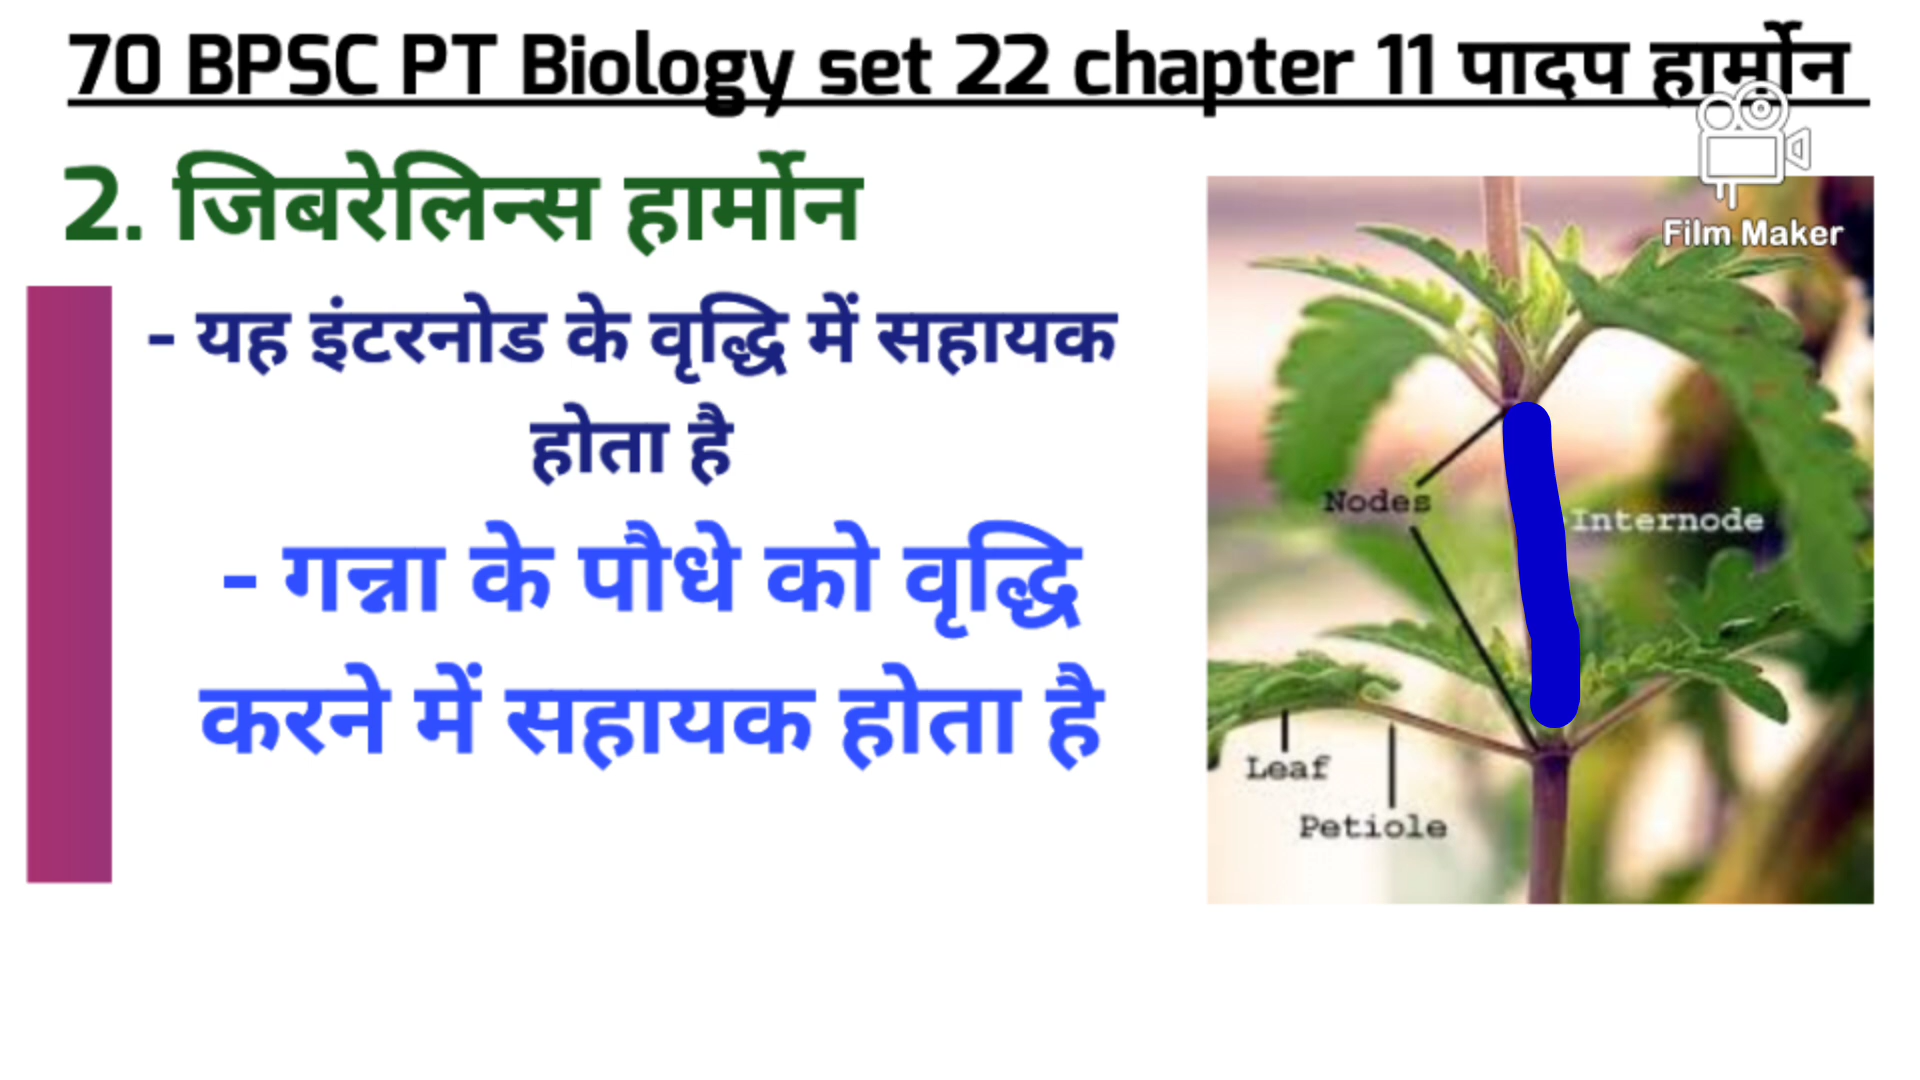 70 BPSC PT Biology set 22 chapter 11 पादप हार्मोन
Film Maker
2. जिबरेलिन्स हार्मोन
- यह इंटरनोड के वृद्धि में सहायक
होता है
- गन्ना के पौधे को वृद्धि
करने में सहायक होता है
Nodes
Internode
Leaf
Petiole